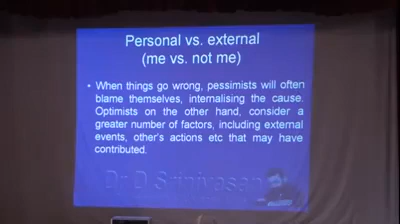 Personal vs. external
(me vs. not me)
• When things go wrong, pessimists will often
blame themselves, internalising the cause.
Optimists on the other hand, consider a
greater number of factors, including external
events, other's actions etc that may have
contributed.
Dr D Srinivasan